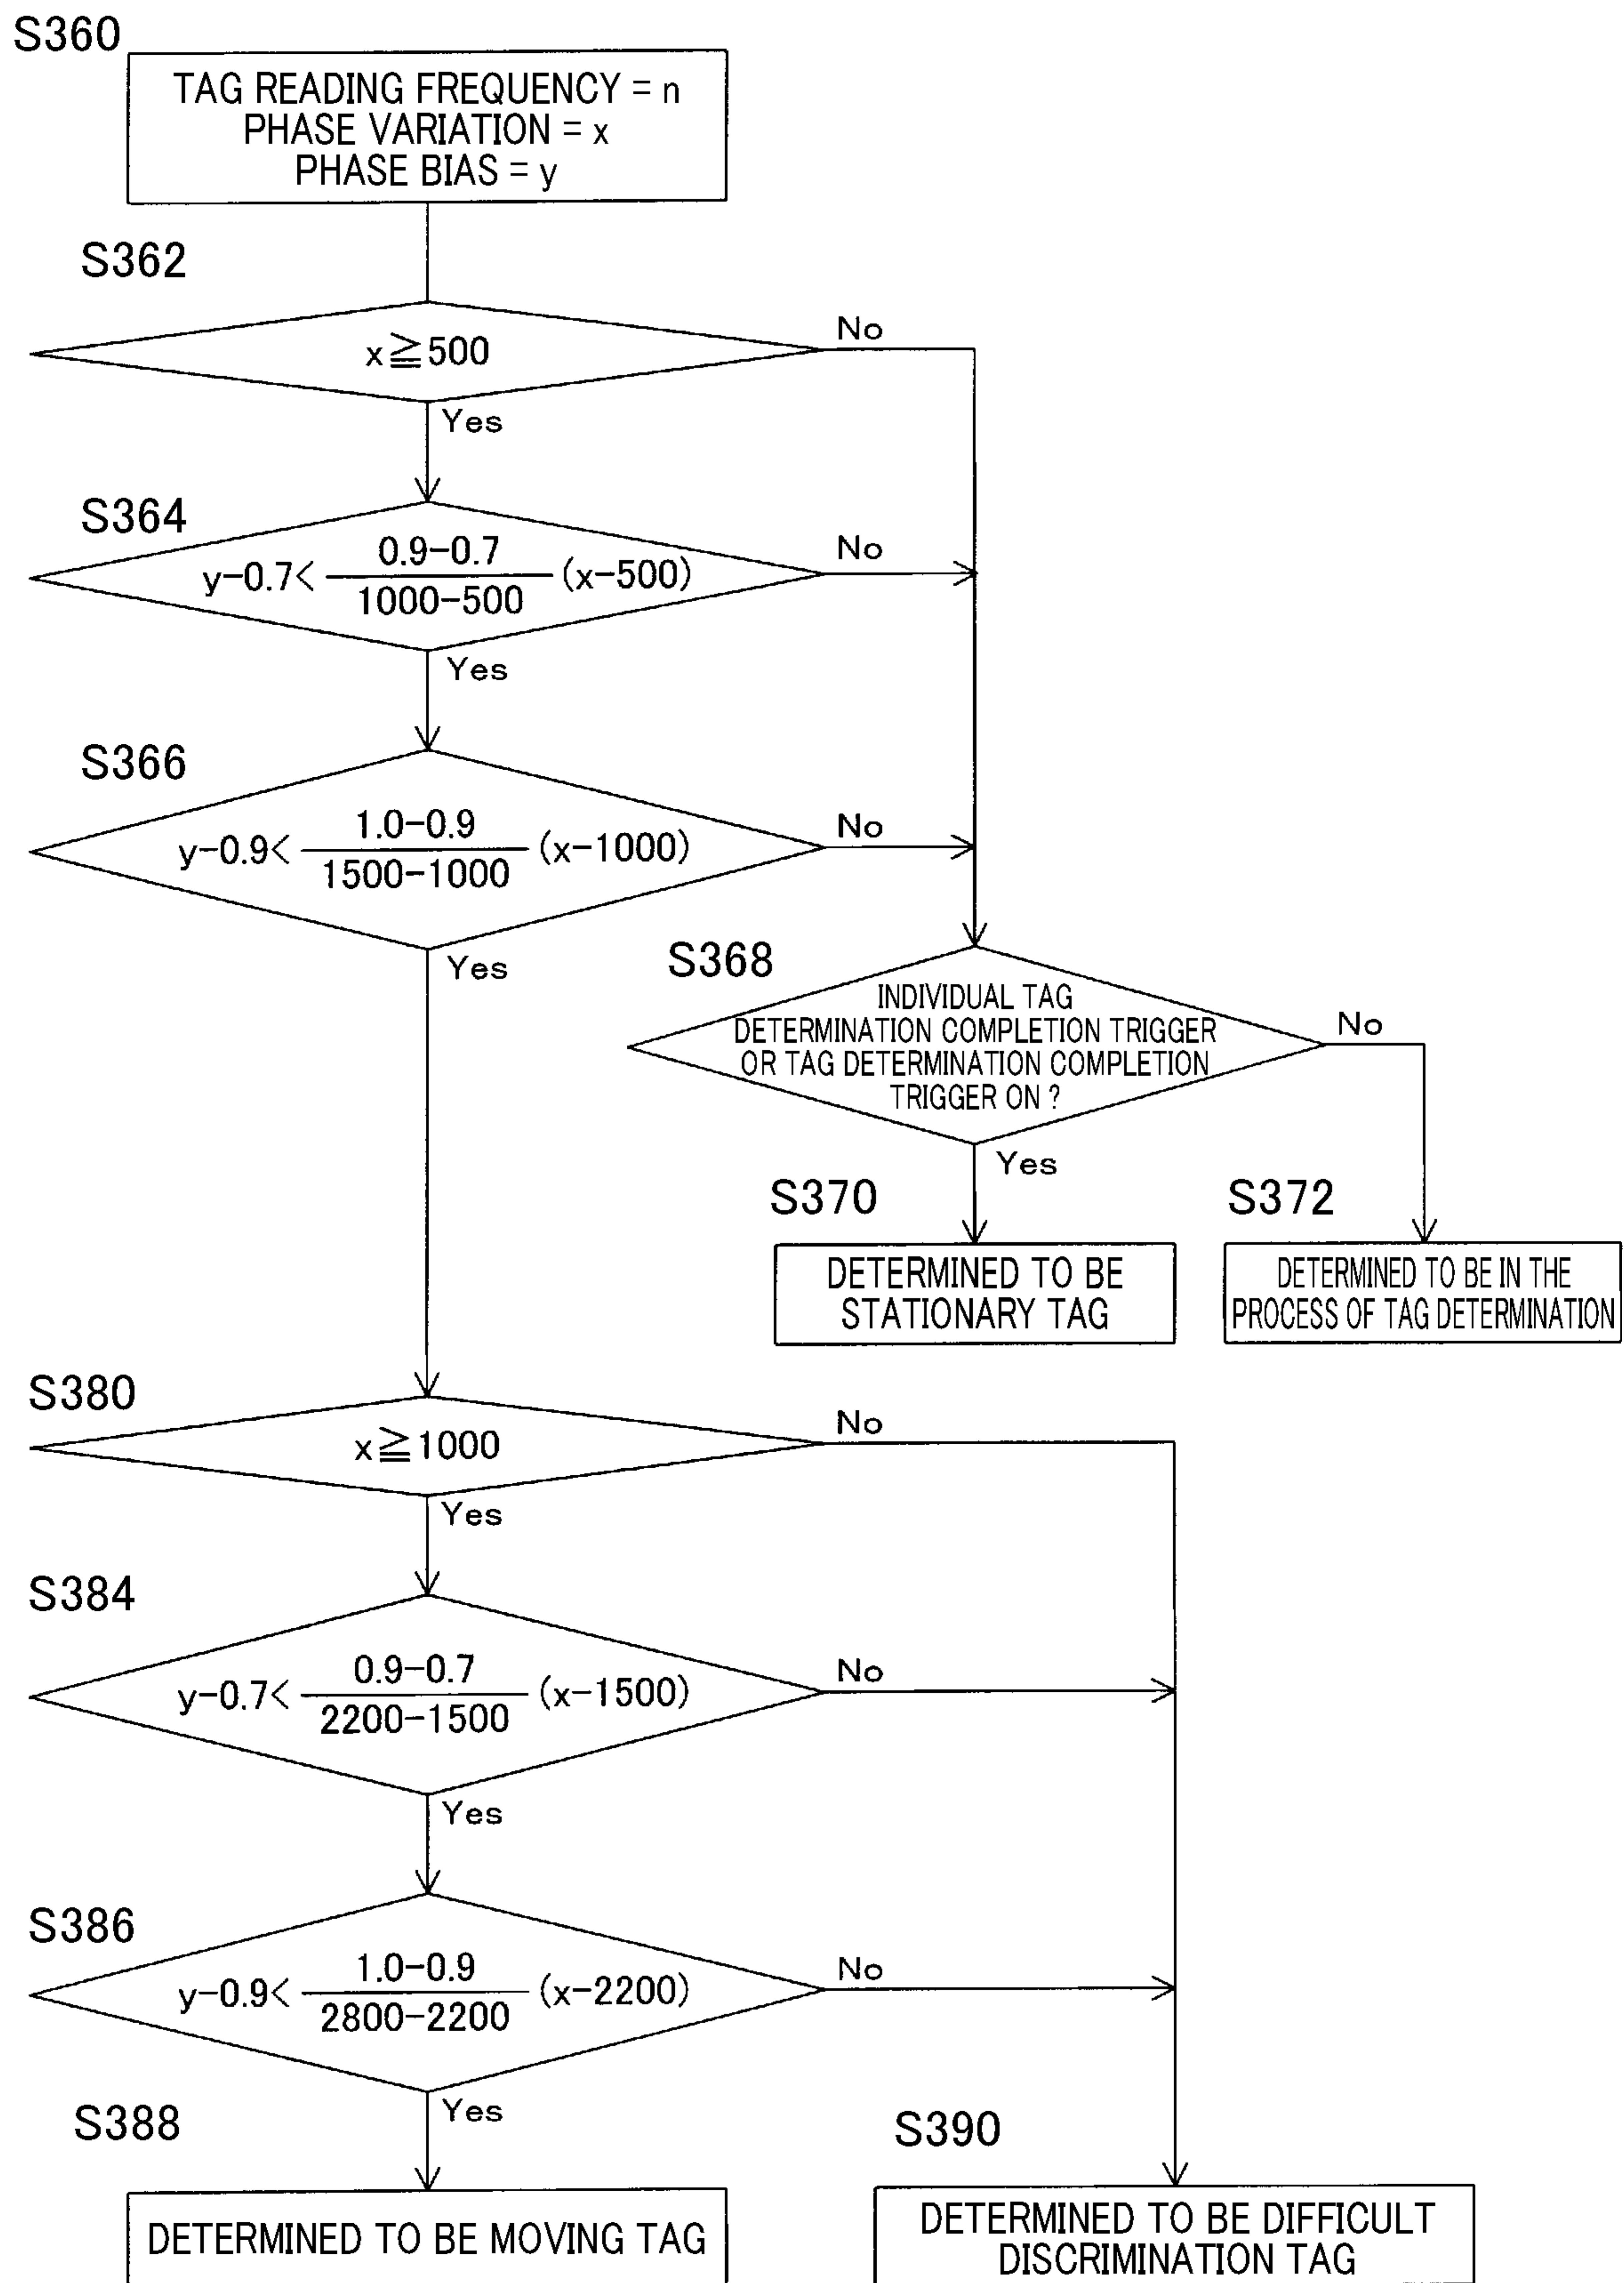 S360
TAG READING FREQUENCY = n
PHASE VARIATION = x
PHASE BIAS = y
S362
x≧500
No
Yes
S364
y-0.7< 0.9-0.7 / 1000-500 (x-500)
No
Yes
S366
y-0.9< 1.0-0.9 / 1500-1000 (x-1000)
No
Yes
S368
INDIVIDUAL TAG
DETERMINATION COMPLETION TRIGGER
OR TAG DETERMINATION COMPLETION
TRIGGER ON ?
No
Yes
S370
DETERMINED TO BE
STATIONARY TAG
S372
DETERMINED TO BE IN THE
PROCESS OF TAG DETERMINATION
S380
x≧1000
No
Yes
S384
y-0.7< 0.9-0.7 / 2200-1500 (x-1500)
No
Yes
S386
y-0.9< 1.0-0.9 / 2800-2200 (x-2200)
No
Yes
S388
DETERMINED TO BE MOVING TAG
S390
DETERMINED TO BE DIFFICULT
DISCRIMINATION TAG